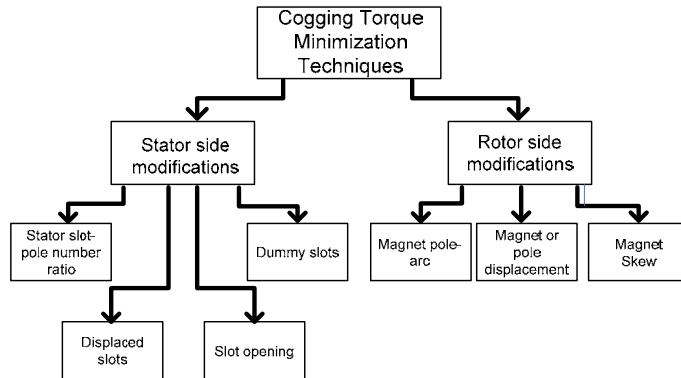 Cogging Torque
Minimization
Techniques
Stator side
modifications
Rotor side
modifications
Stator slot-
pole number
ratio
Dummy slots
Magnet pole-
arc
Magnet or
pole
displacement
Magnet
Skew
Displaced
slots
Slot opening